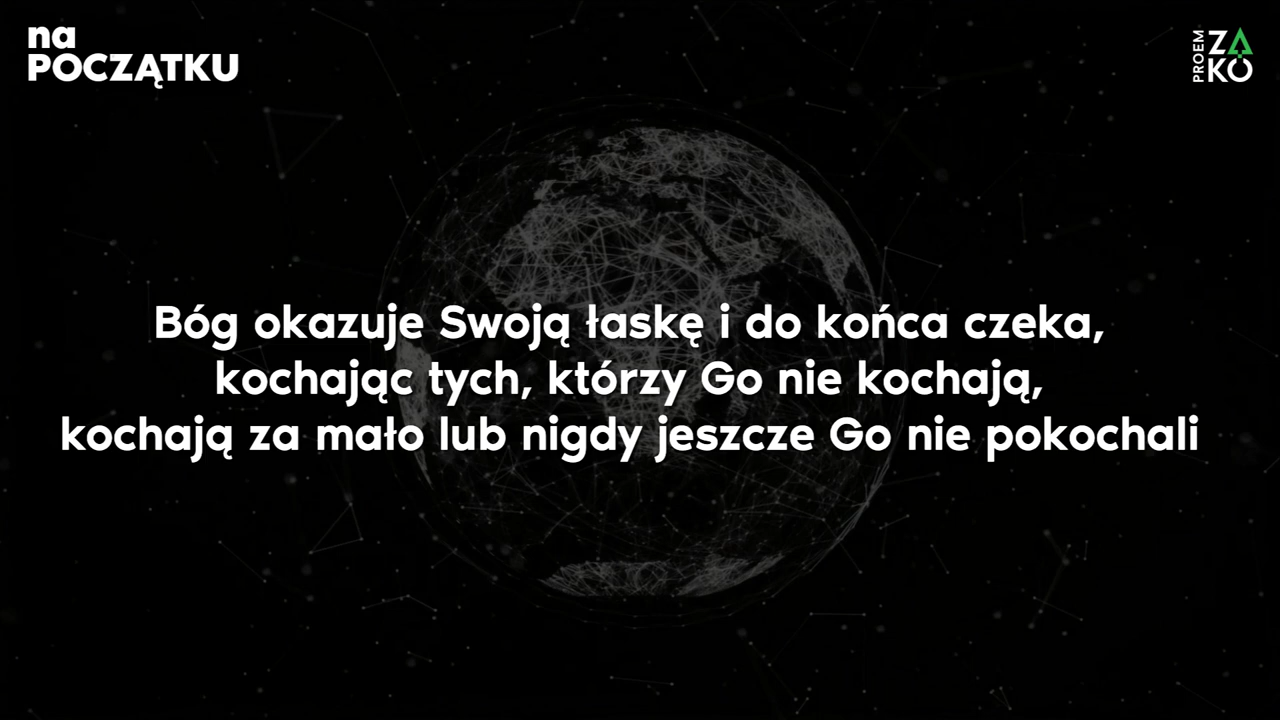 na
POCZĄTKU
PROEM
ZA
KO
Bóg okazuje Swoją łaskę i do końca czeka,
kochając tych, którzy Go nie kochają,
kochają za mało lub nigdy jeszcze Go nie pokochali